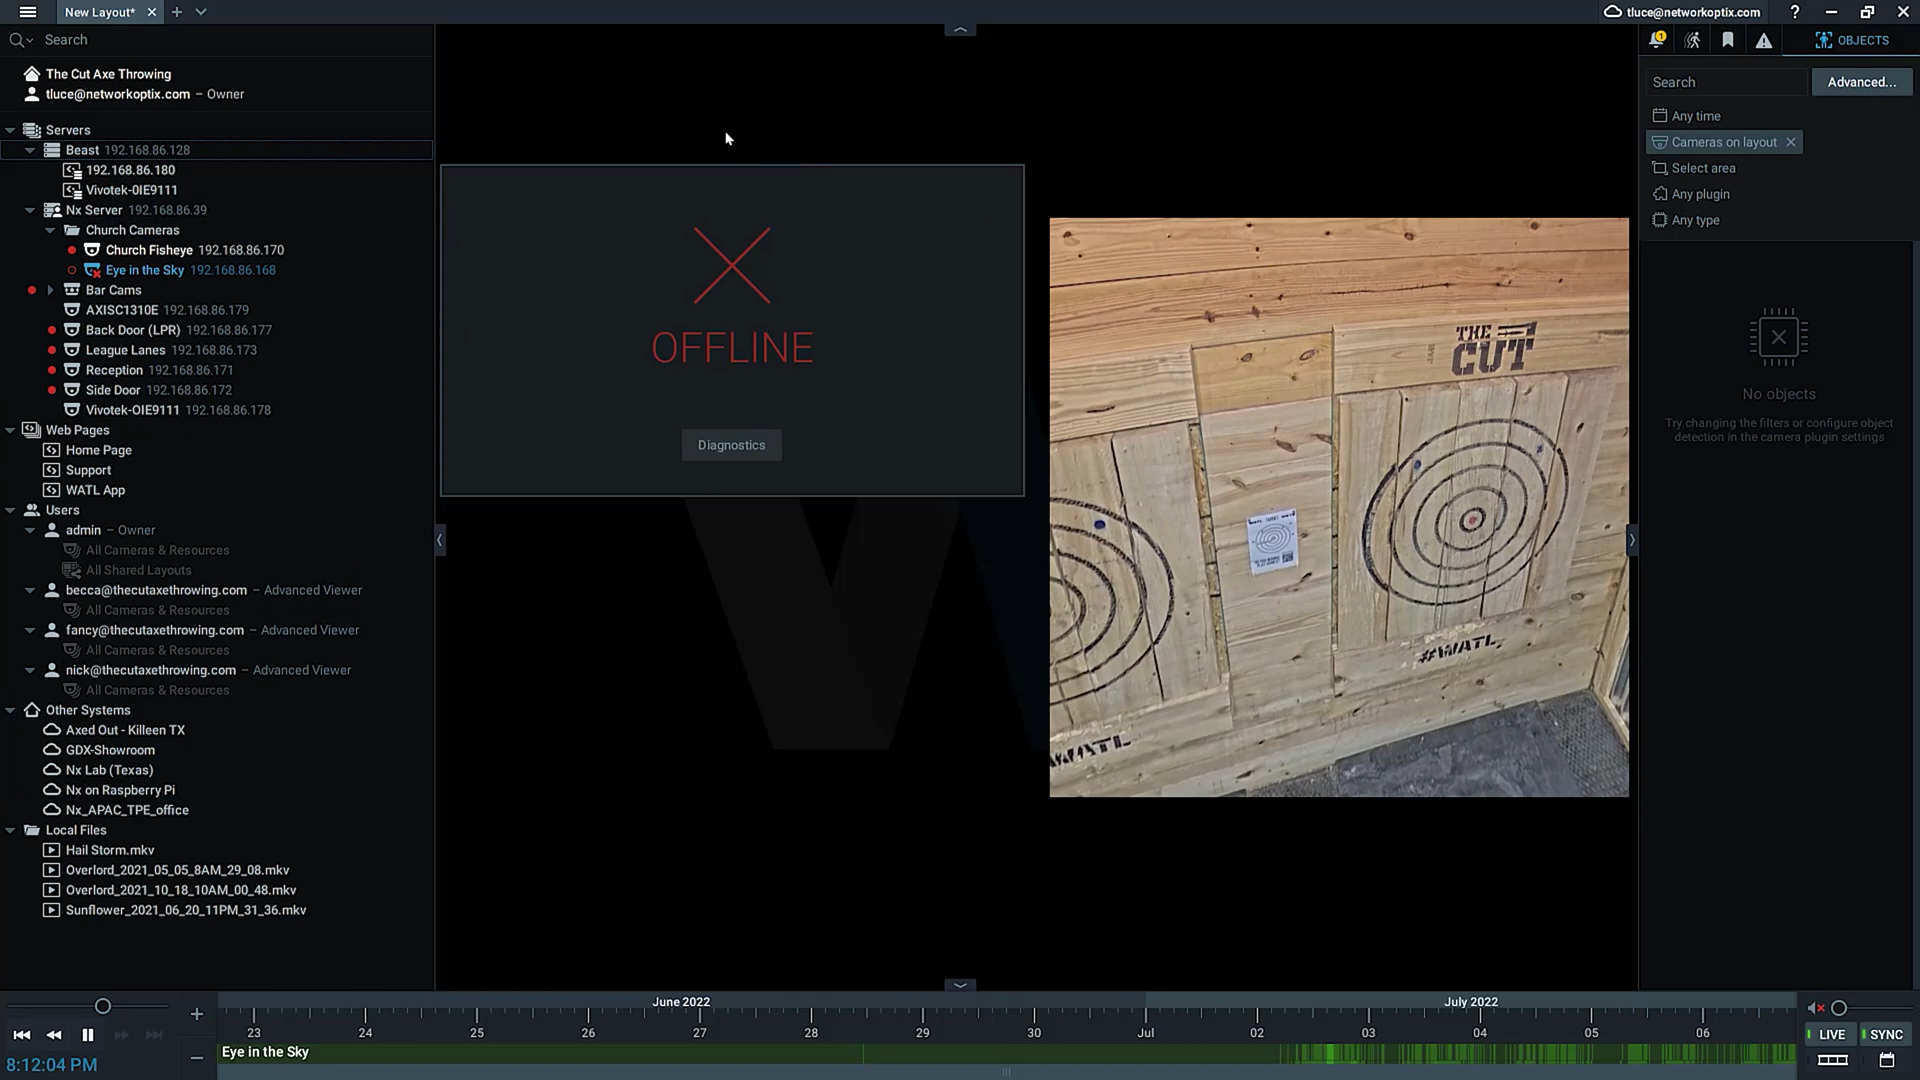 New Layout*
tluce@networkoptix.com
?
Search
The Cut Axe Throwing
tluce@networkoptix.com – Owner
Servers
Beast 192.168.86.128
192.168.86.180
Vivotek-0IE9111
Nx Server 192.168.86.39
Church Cameras
Church Fisheye 192.168.86.170
Eye in the Sky 192.168.86.168
Bar Cams
AXISC1310E 192.168.86.179
Back Door (LPR) 192.168.86.177
League Lanes 192.168.86.173
Reception 192.168.86.171
Side Door 192.168.86.172
Vivotek-OIE9111 192.168.86.178
Web Pages
Home Page
Support
WATL App
Users
admin – Owner
All Cameras & Resources
All Shared Layouts
becca@thecutaxethrowing.com – Advanced Viewer
All Cameras & Resources
fancy@thecutaxethrowing.com – Advanced Viewer
All Cameras & Resources
nick@thecutaxethrowing.com – Advanced Viewer
All Cameras & Resources
Other Systems
Axed Out - Killeen TX
GDX-Showroom
Nx Lab (Texas)
Nx on Raspberry Pi
Nx_APAC_TPE_office
Local Files
Hail Storm.mkv
Overlord_2021_05_05_8AM_29_08.mkv
Overlord_2021_10_18_10AM_00_48.mkv
Sunflower_2021_06_20_11PM_31_36.mkv
OFFLINE
Diagnostics
THE
CUT
#WATL
WATL
1
OBJECTS
Search
Advanced...
Any time
Cameras on layout
Select area
Any plugin
Any type
No objects
Try changing the filters or configure object
detection in the camera plugin settings
June 2022
July 2022
23 24 25 26 27 28 29 30 Jul 02 03 04 05 06
Eye in the Sky
8:12:04 PM
LIVE
SYNC